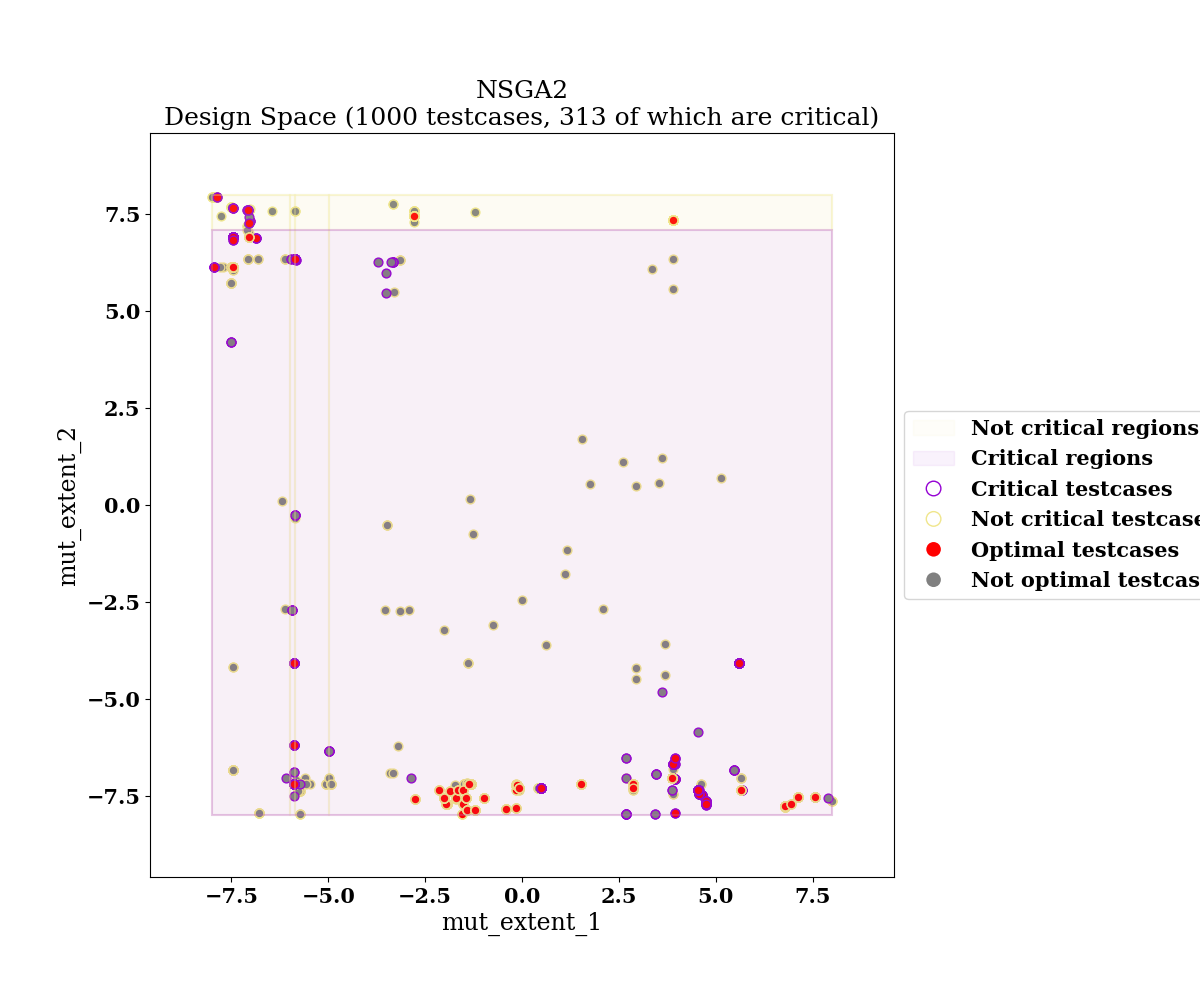 NSGA2
Design Space (1000 testcases, 313 of which are critical)
7.5
5.0
2.5
0.0
−2.5
−5.0
−7.5
mut_extent_2
−7.5 −5.0 −2.5 0.0 2.5 5.0 7.5
mut_extent_1
Not critical regions
Critical regions
Critical testcases
Not critical testcase
Optimal testcases
Not optimal testcas